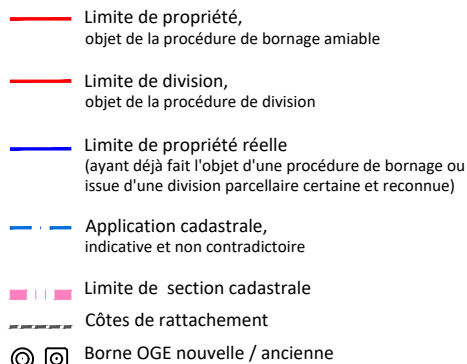 Limite de propriété,
objet de la procédure de bornage amiable
Limite de division,
objet de la procédure de division
Limite de propriété réelle
(ayant déjà fait l'objet d'une procédure de bornage ou
issue d'une division parcellaire certaine et reconnue)
Application cadastrale,
indicative et non contradictoire
Limite de section cadastrale
Côtes de rattachement
Borne OGE nouvelle / ancienne